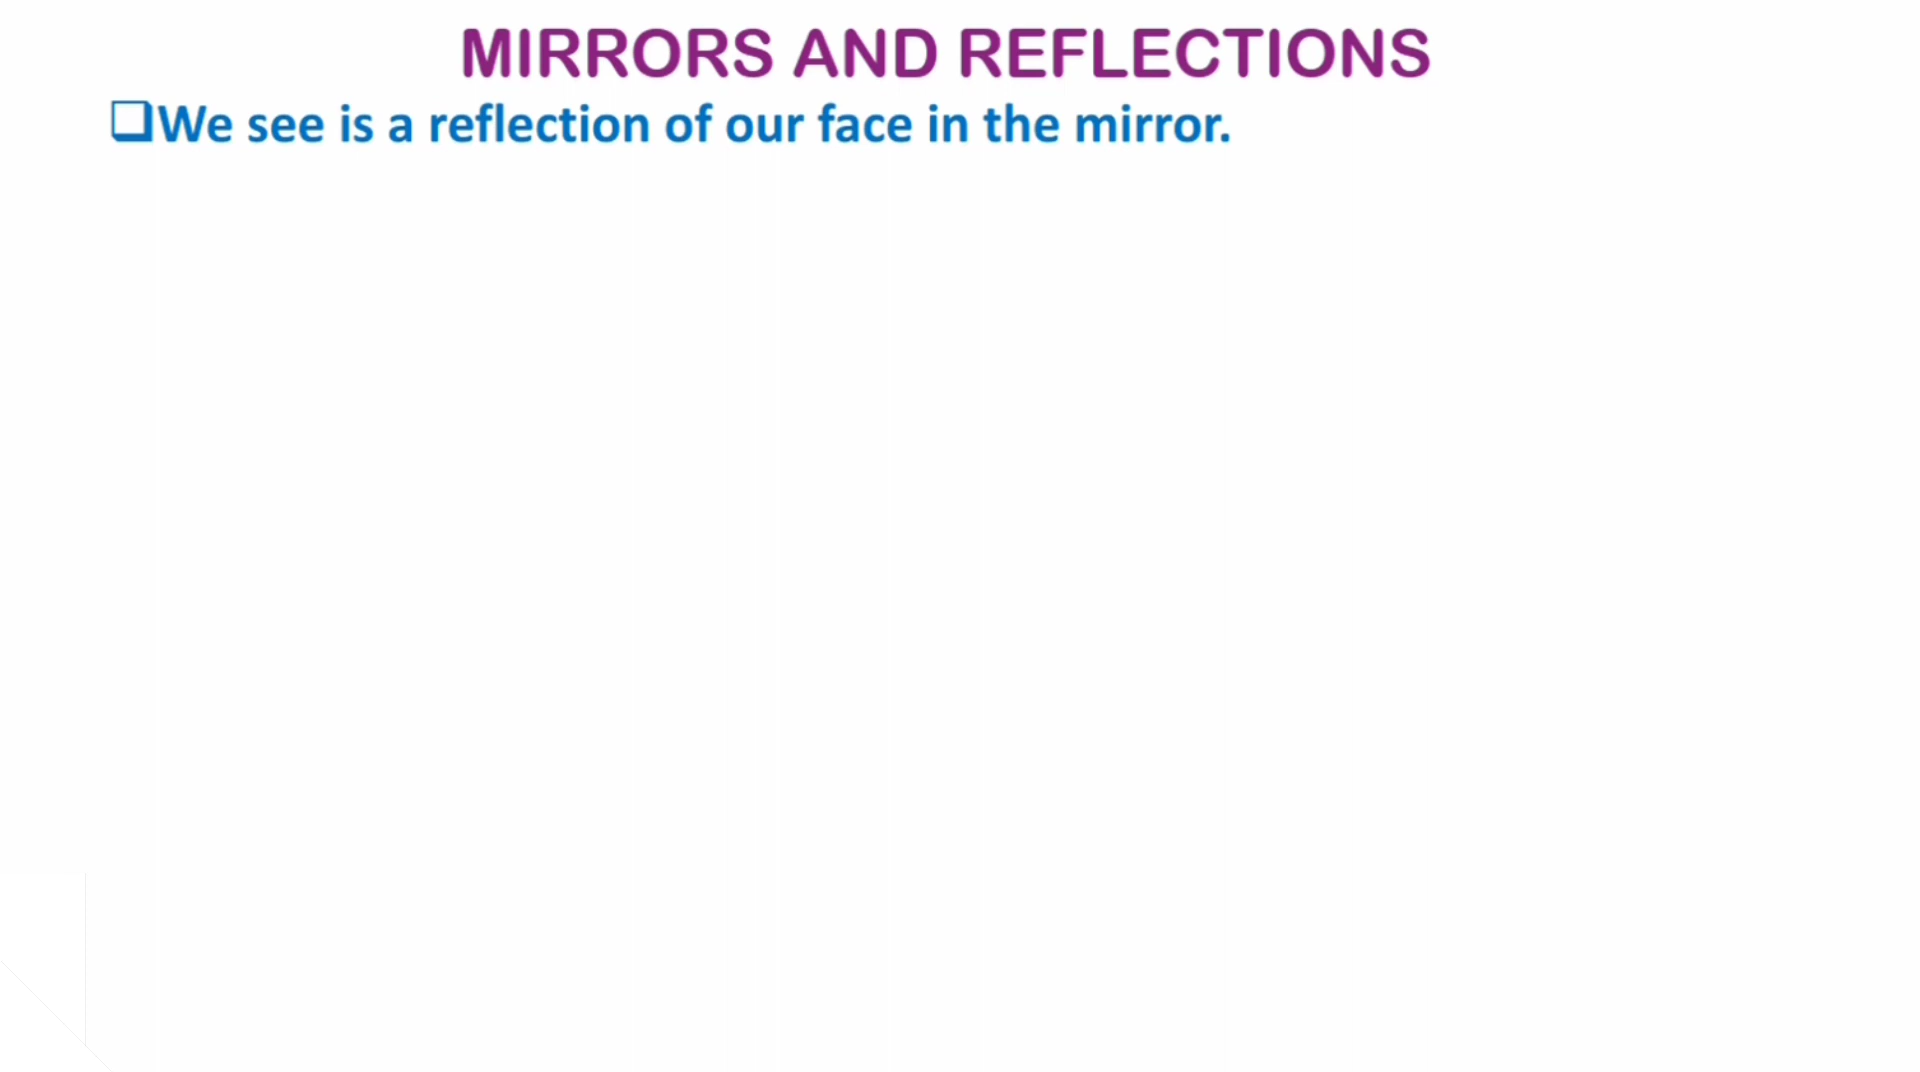 MIRRORS AND REFLECTIONS
❑We see is a reflection of our face in the mirror.